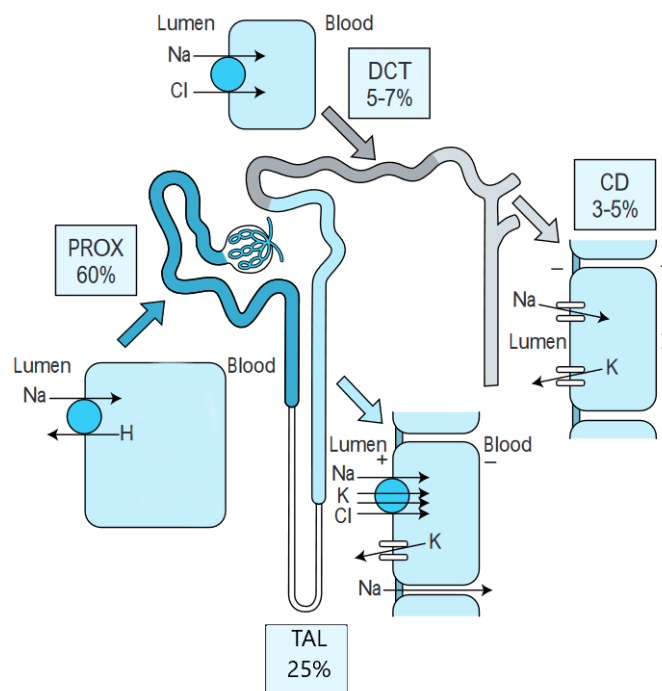 Lumen Blood
Na
Cl
DCT
5-7%
CD
3-5%
PROX
60%
–
Na
Lumen
K
Lumen Blood
Na
H
Lumen Blood
+ –
Na
K
Cl
K
Na
TAL
25%